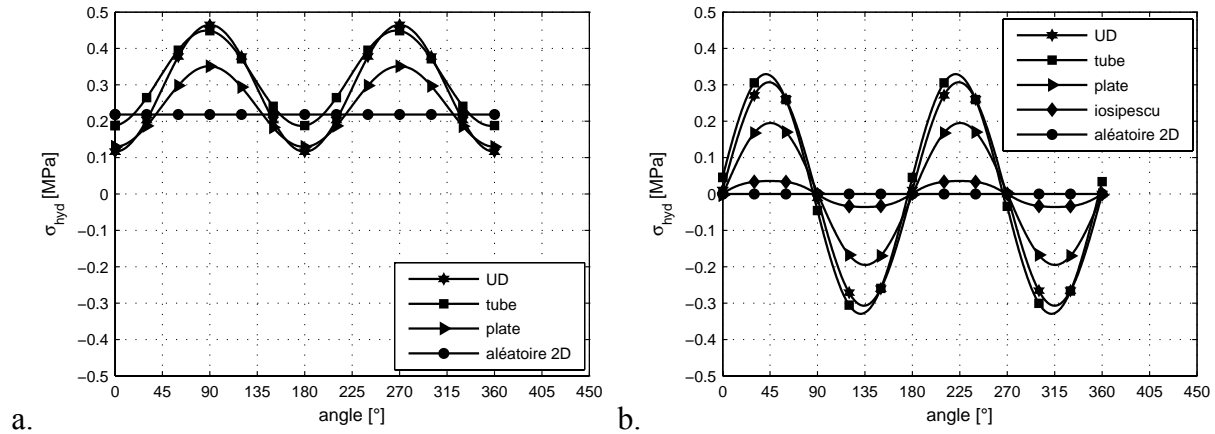 0.5
0.4
0.3
0.2
0.1
0
−0.1
−0.2
−0.3
−0.4
−0.5
σhyd [MPa]
0 45 90 135 180 225 270 315 360 405 450
angle [°]
UD
tube
plate
aléatoire 2D
a.
0.5
0.4
0.3
0.2
0.1
0
−0.1
−0.2
−0.3
−0.4
−0.5
σhyd [MPa]
0 45 90 135 180 225 270 315 360 405 450
angle [°]
UD
tube
plate
iosipescu
aléatoire 2D
b.